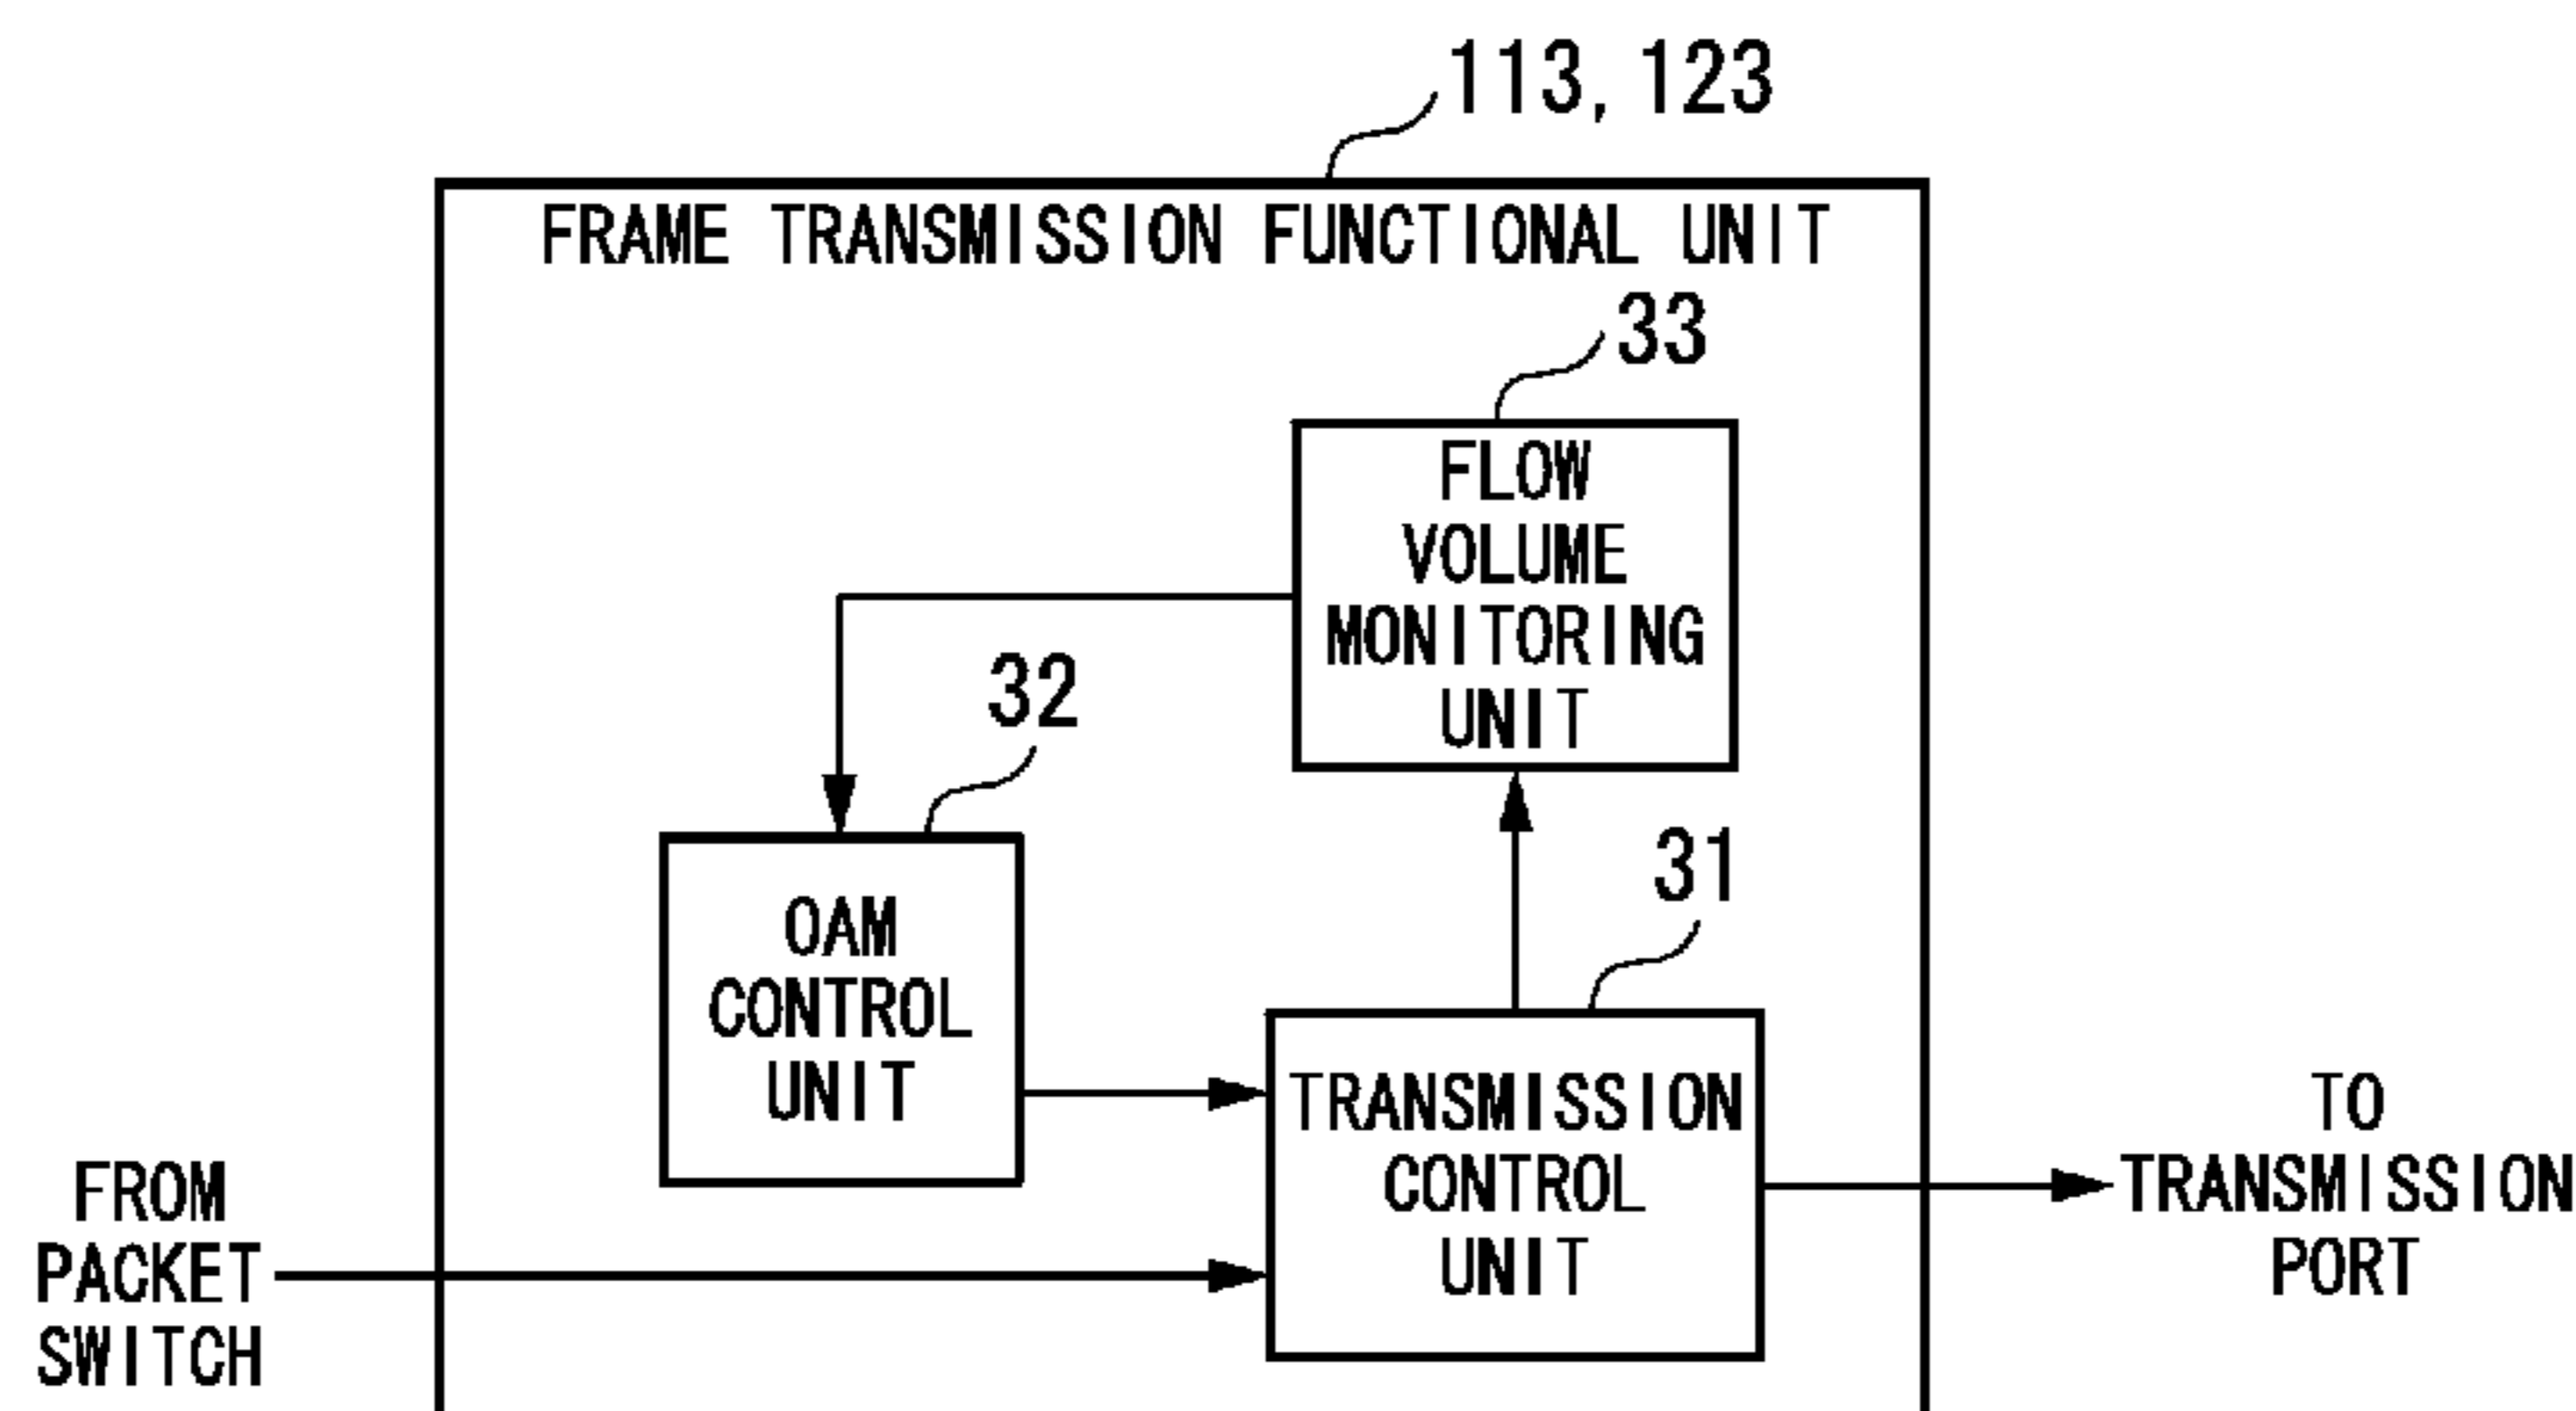 113, 123
FRAME TRANSMISSION FUNCTIONAL UNIT
33
FLOW
VOLUME
MONITORING
UNIT
32
OAM
CONTROL
UNIT
31
TRANSMISSION
CONTROL
UNIT
FROM
PACKET
SWITCH
TO
TRANSMISSION
PORT